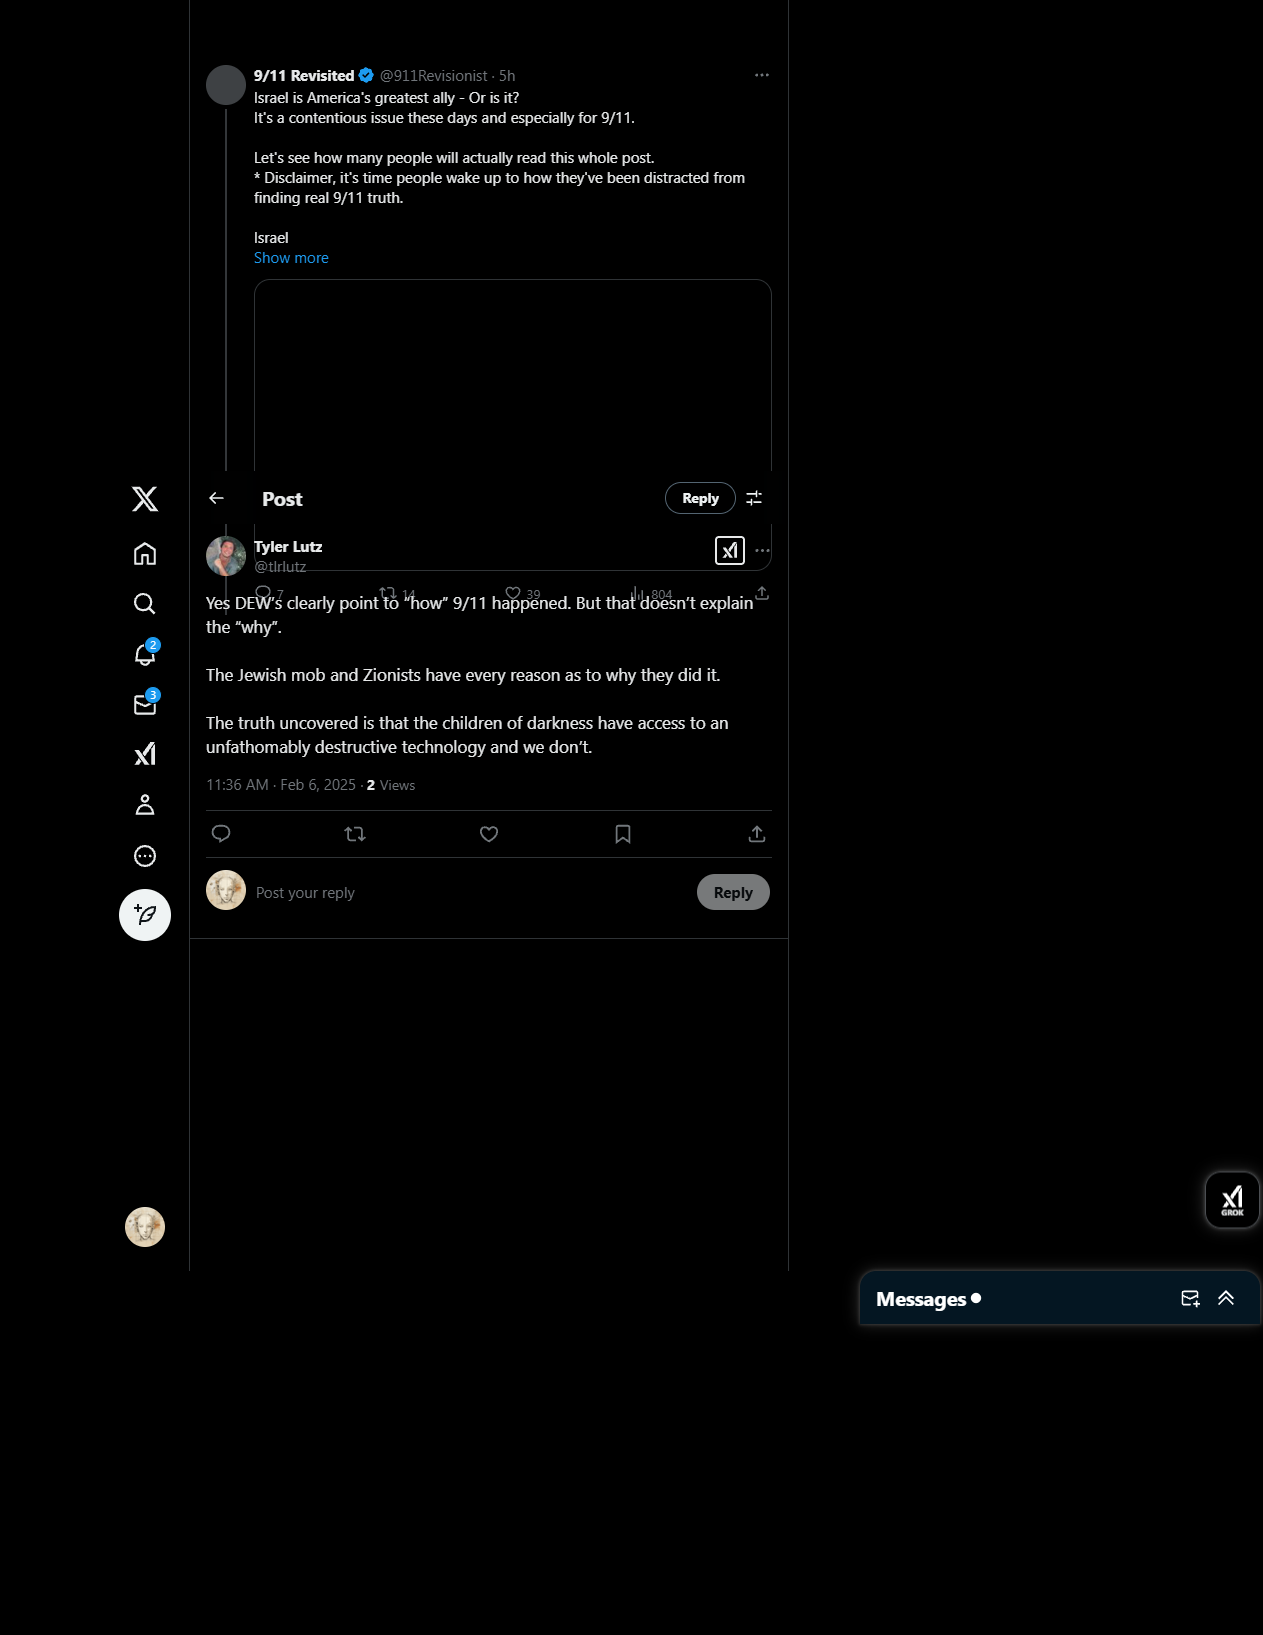 9/11 Revisited @911Revisionist · 5h
Israel is America's greatest ally - Or is it?
It's a contentious issue these days and especially for 9/11.
Let's see how many people will actually read this whole post.
* Disclaimer, it's time people wake up to how they've been distracted from
finding real 9/11 truth.
Israel
Show more
Post
Reply
Tyler Lutz
@tlrlutz
7 14 39 804
Yes DEW's clearly point to “how” 9/11 happened. But that doesn’t explain
the “why”.
The Jewish mob and Zionists have every reason as to why they did it.
The truth uncovered is that the children of darkness have access to an
unfathomably destructive technology and we don’t.
11:36 AM · Feb 6, 2025 · 2 Views
Post your reply
Reply
2
3
GROK
Messages